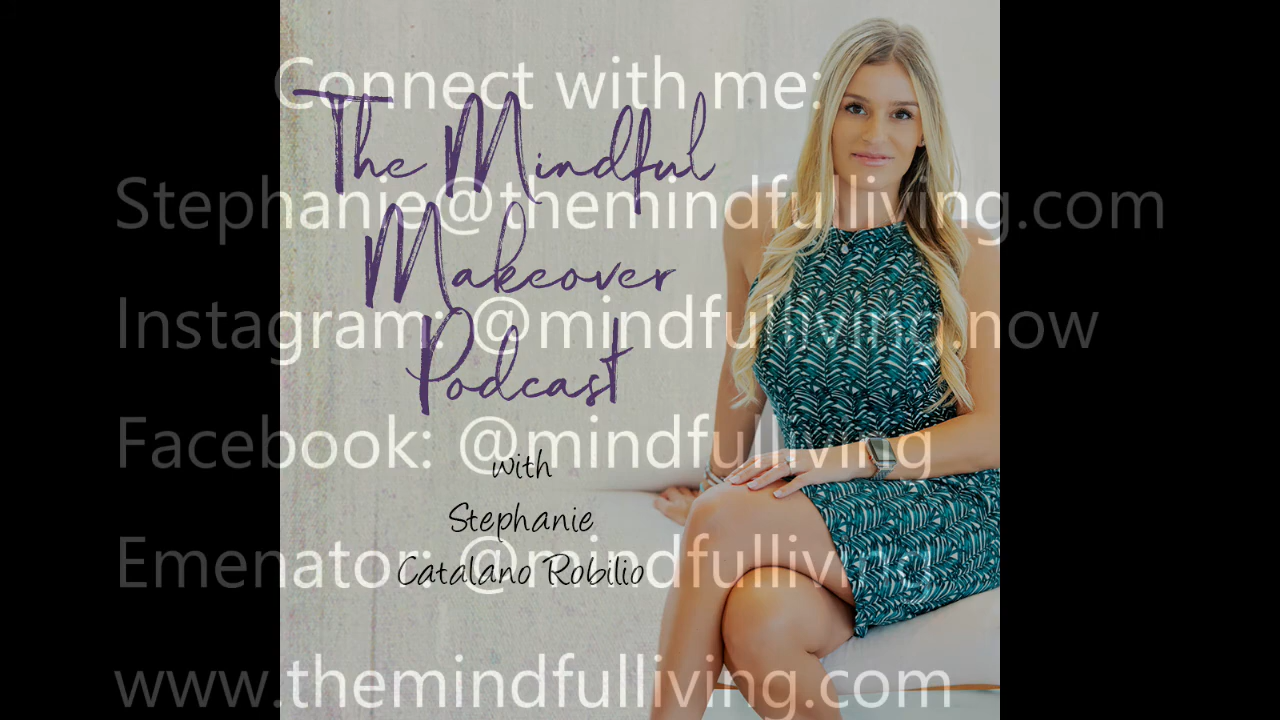 Connect with me:
The Mindful
Stephanie@themindfulliving.com
Makeover
Instagram: @mindfulliving.now
Podcast
Facebook: @mindfulliving
with
Stephanie
Emenator: @mindfulliving
Catalano Robilio
www.themindfulliving.com